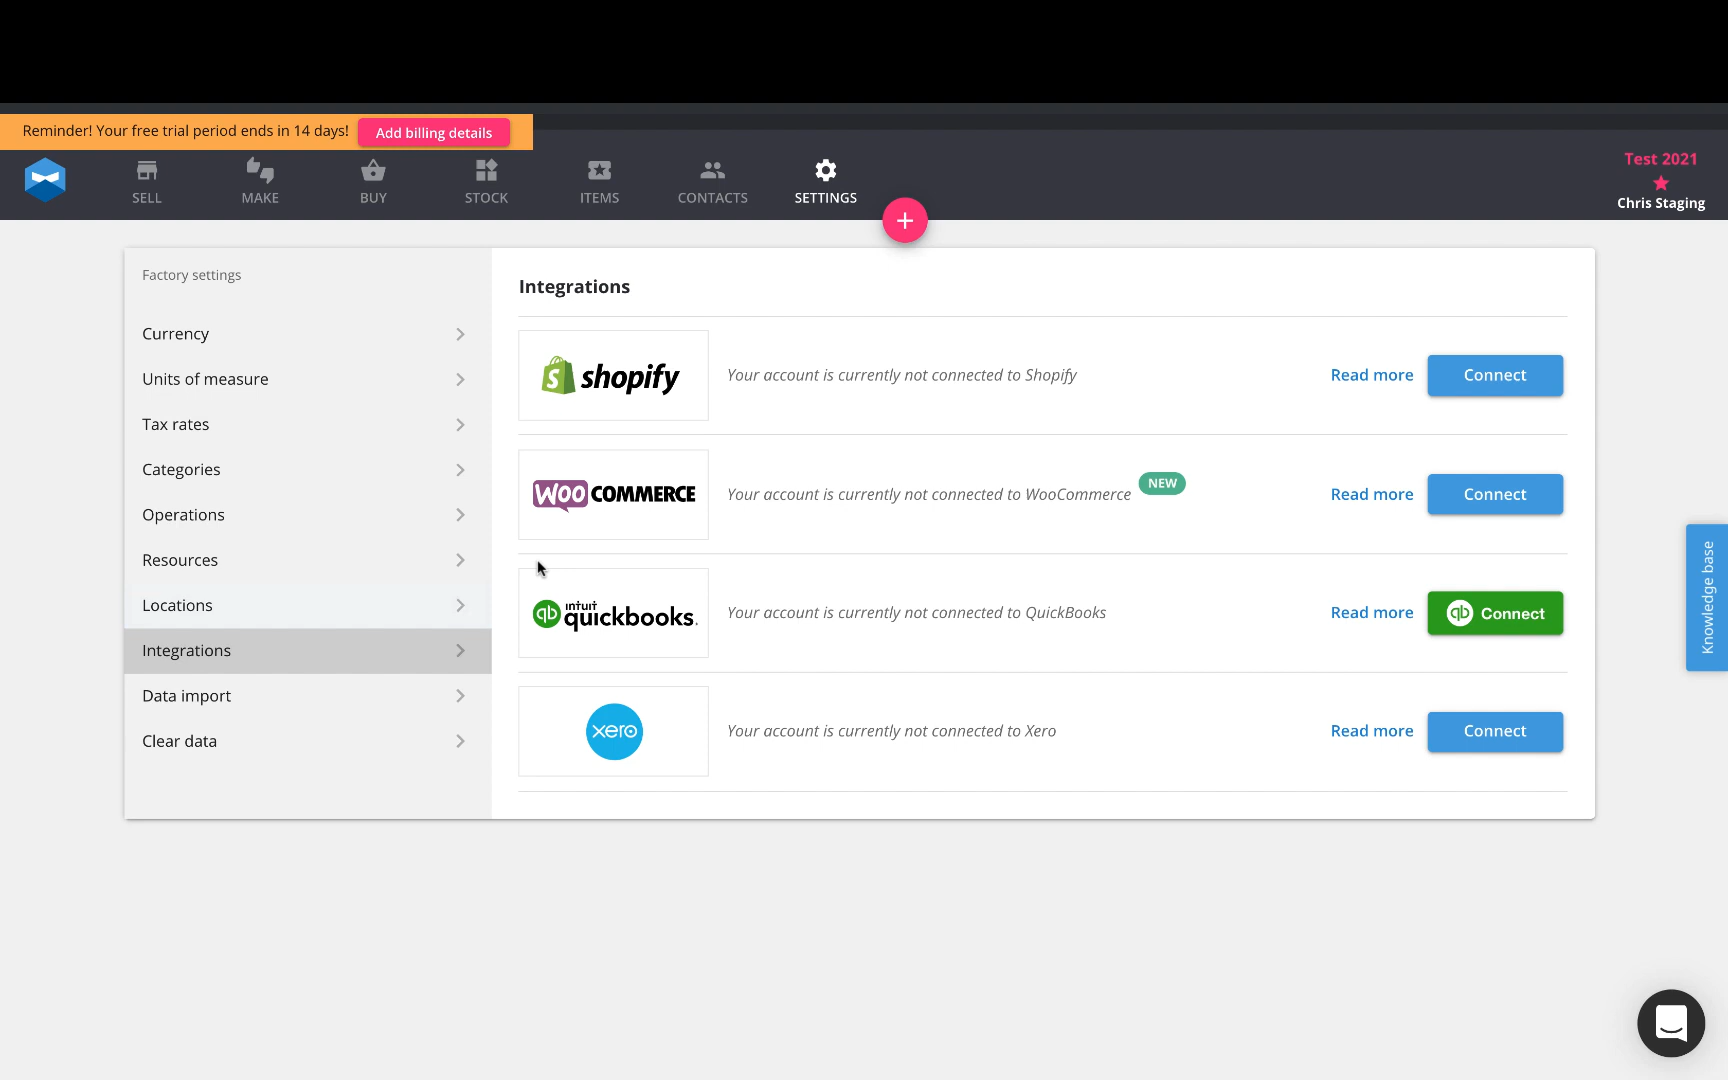 Reminder! Your free trial period ends in 14 days! Add billing details
SELL MAKE BUY STOCK ITEMS CONTACTS SETTINGS
+
Test 2021
Chris Staging
Factory settings
Currency
Units of measure
Tax rates
Categories
Operations
Resources
Locations
Integrations
Data import
Clear data
Integrations
shopify Your account is currently not connected to Shopify Read more Connect
WOO COMMERCE Your account is currently not connected to WooCommerce NEW Read more Connect
qb intuit quickbooks. Your account is currently not connected to QuickBooks Read more qb Connect
xero Your account is currently not connected to Xero Read more Connect
Knowledge base